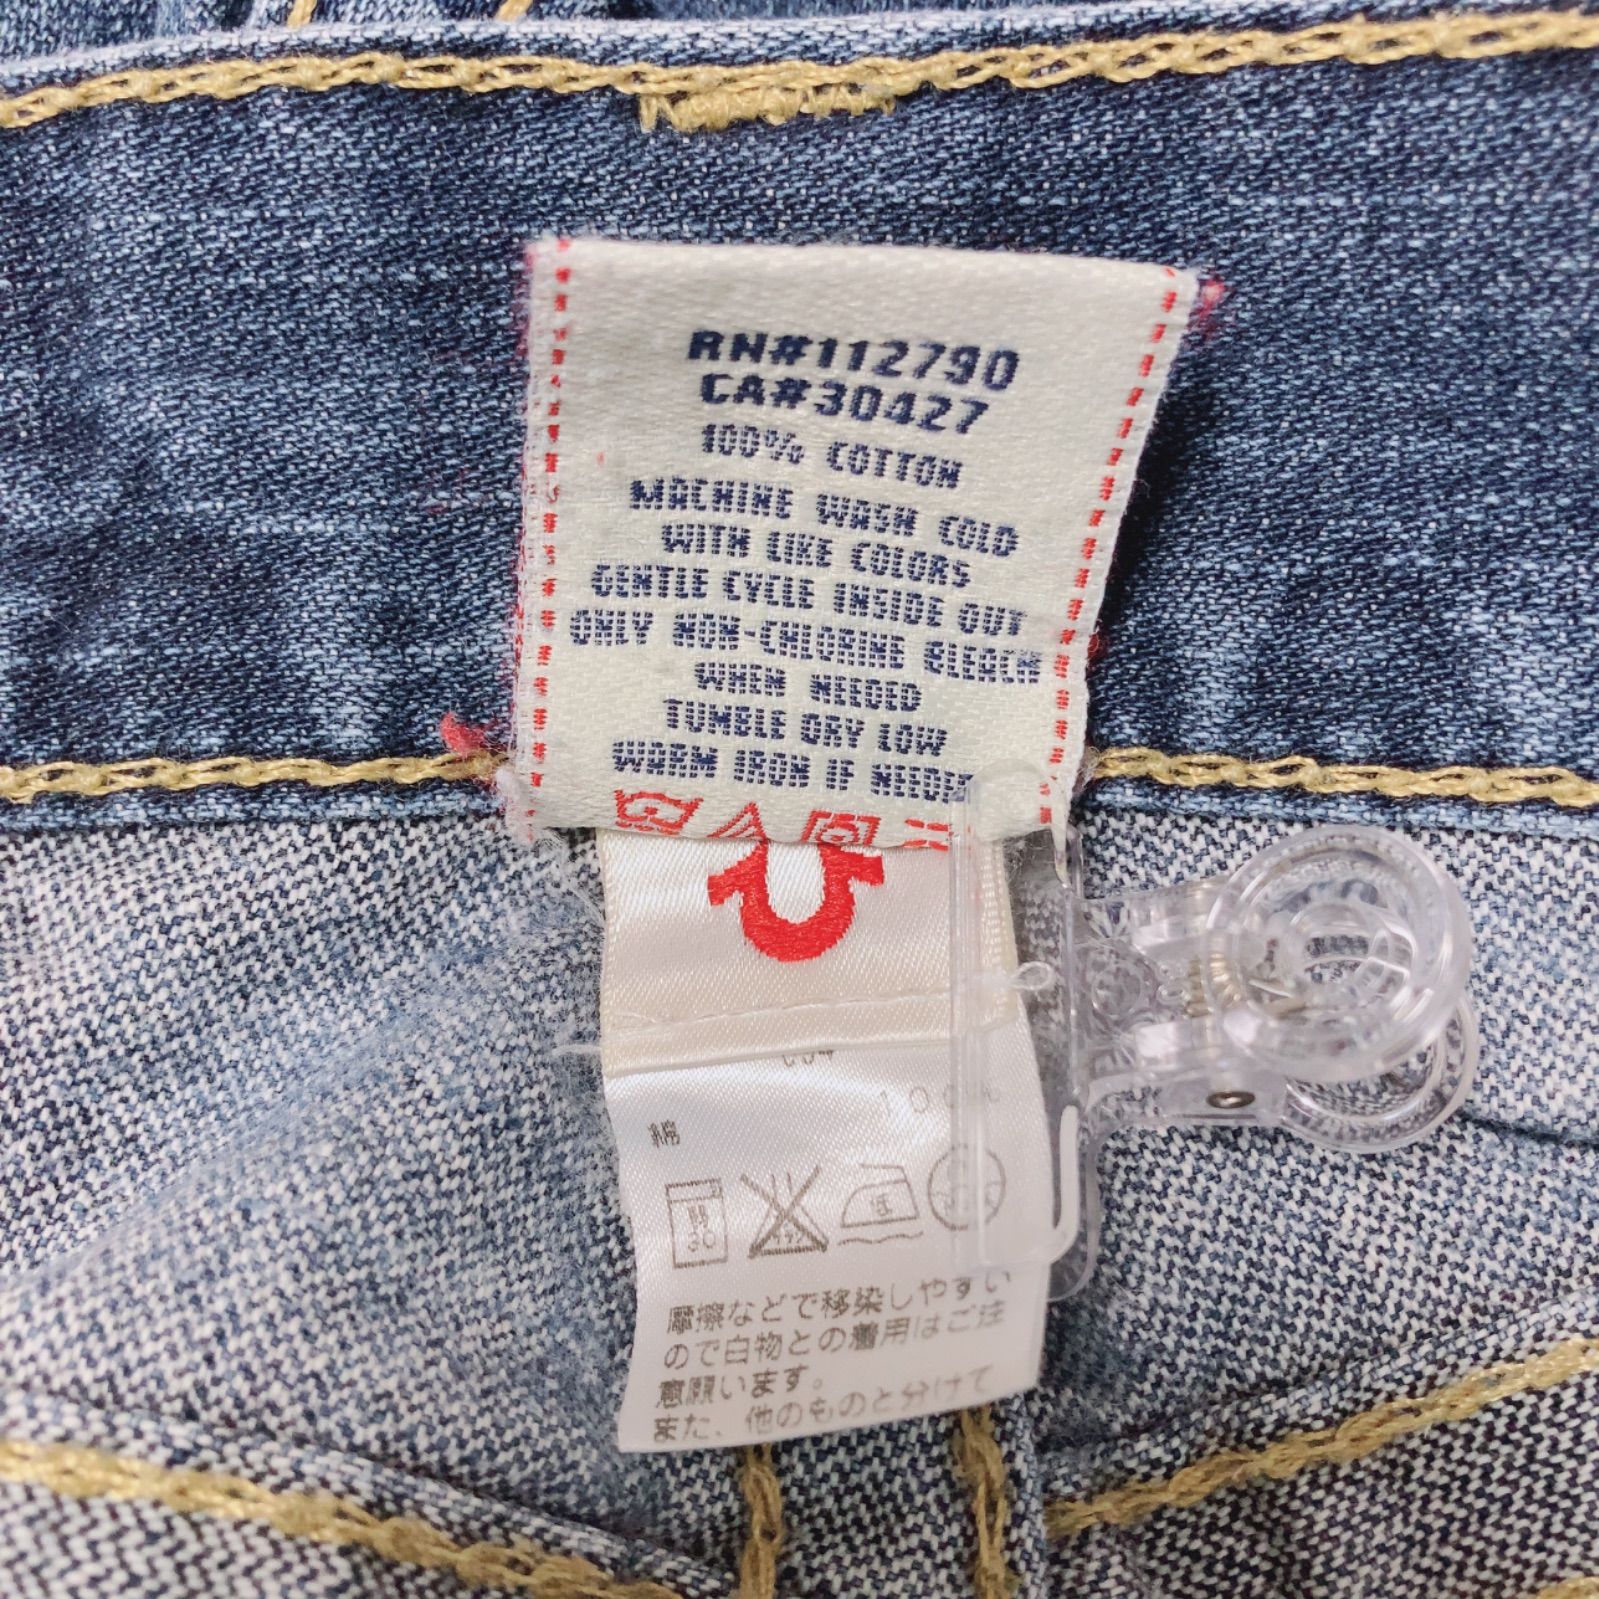 RN#112790
CA#30427
100% COTTON
MACHINE WASH COLD
WITH LIKE COLORS
GENTLE CYCLE INSIDE OUT
ONLY NON-CHLORINE BLEACH
WHEN NEEDED
TUMBLE DRY LOW
WARM IRON IF
綿 100%
弱 30
摩擦などで移染しやすい
ので白物との着用はご注
意願います。
また、他のものと分けて